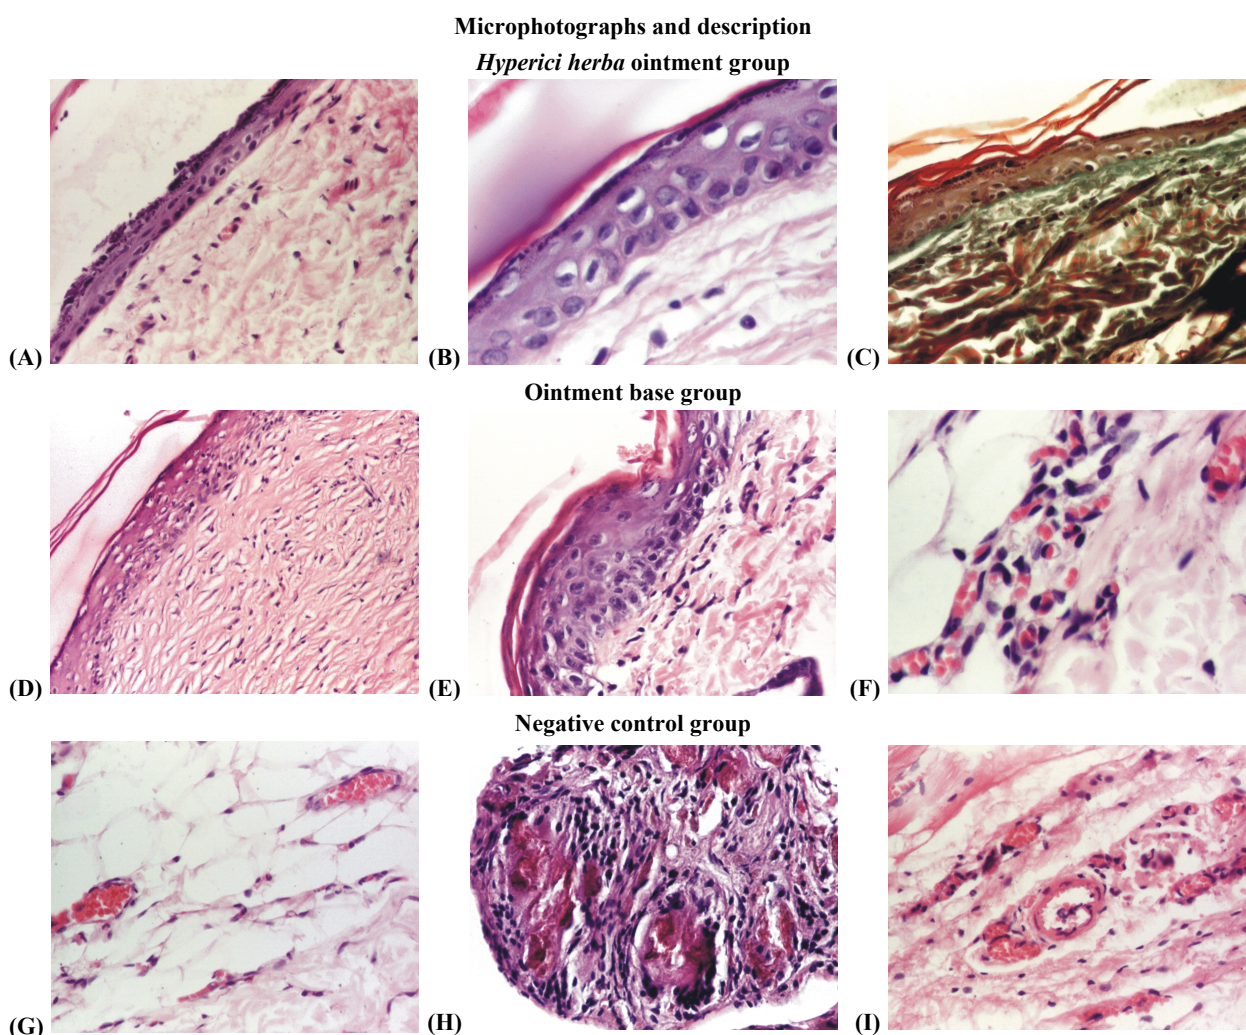 Microphotographs and description
Hyperici herba ointment group
(A)
(B)
(C)
Ointment base group
(D)
(E)
(F)
Negative control group
(G)
(H)
(I)